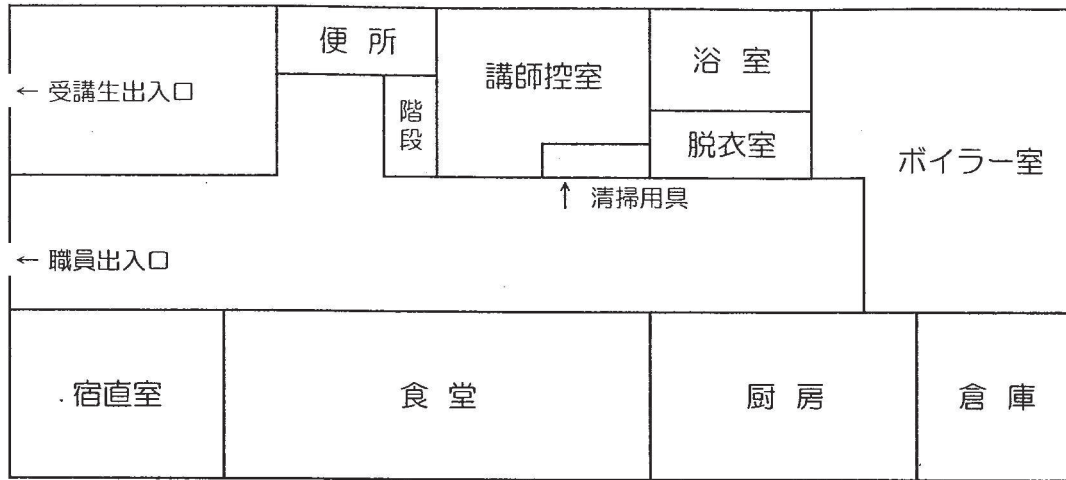 便所
講師控室
浴室
← 受講生出入口
階段
脱衣室
ボイラー室
↑ 清掃用具
← 職員出入口
宿直室
食堂
厨房
倉庫